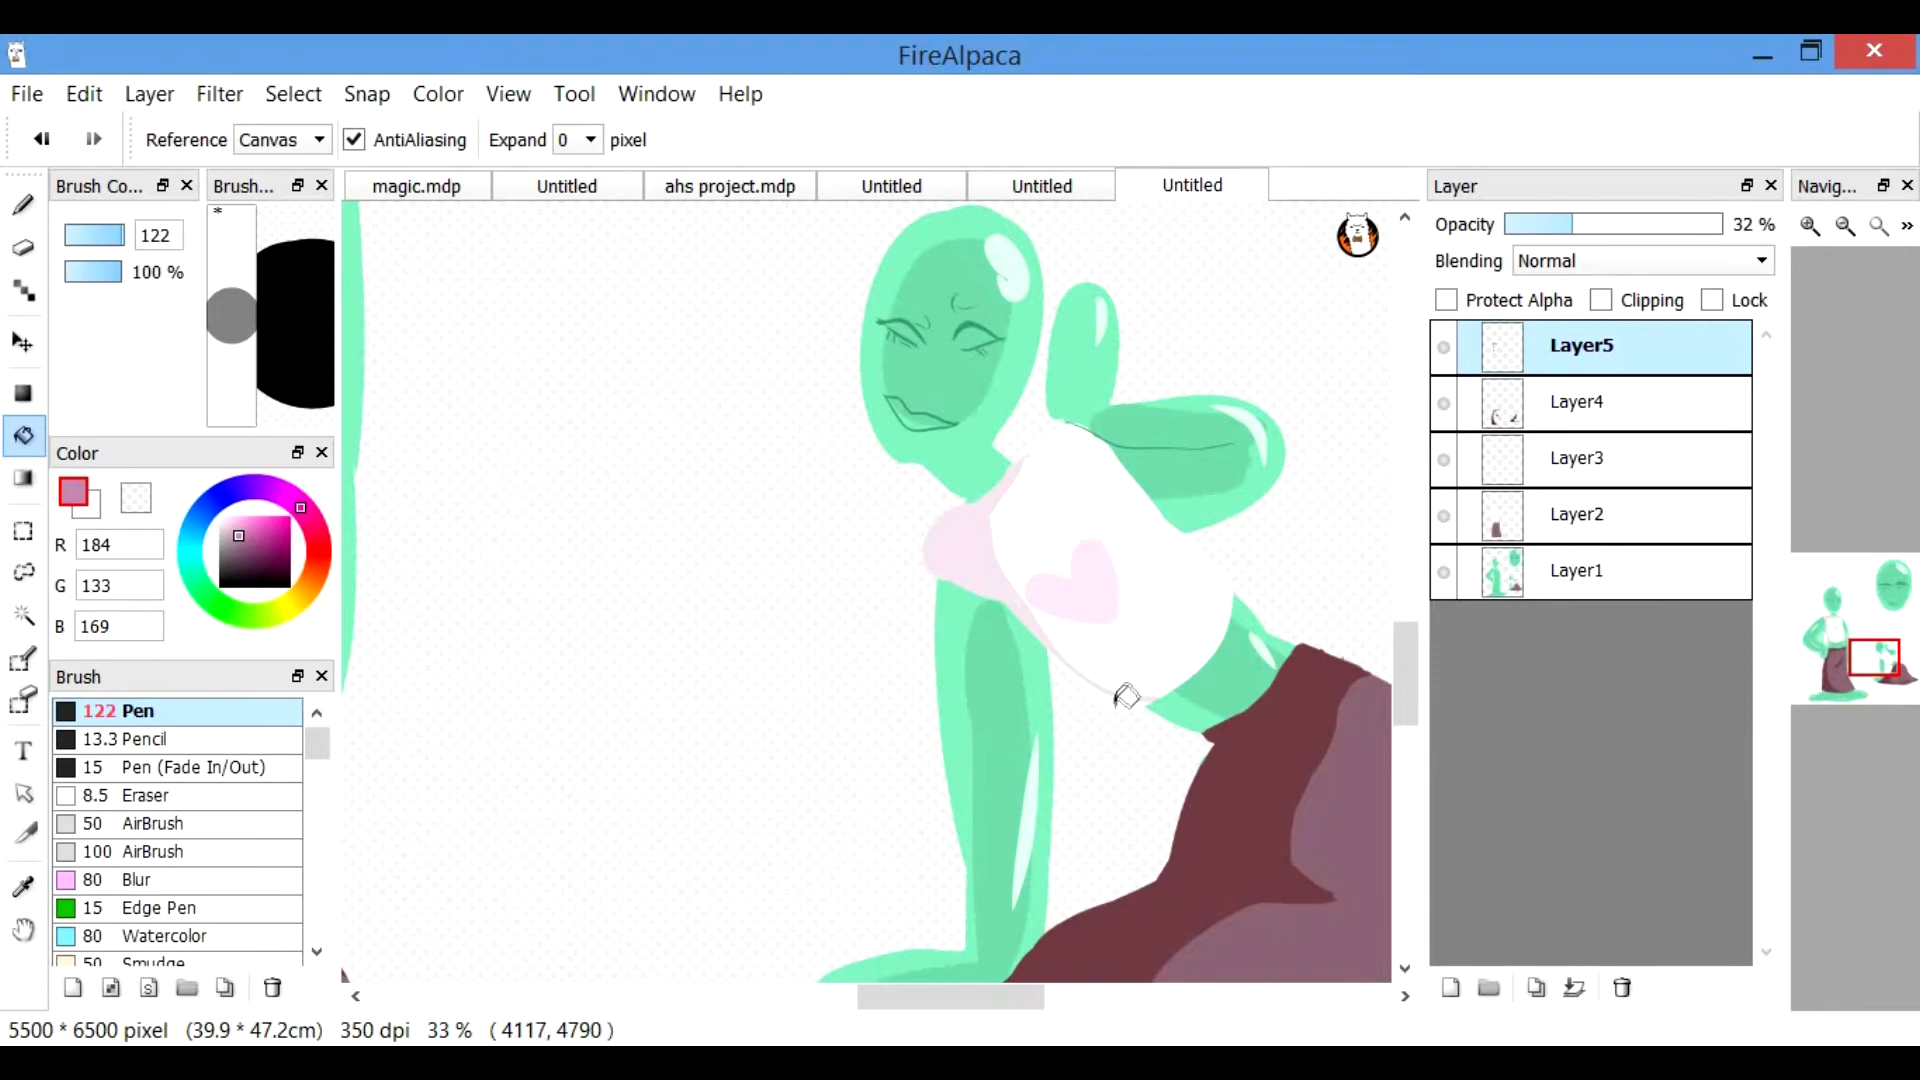 FireAlpaca
File Edit Layer Filter Select Snap Color View Tool Window Help
Reference Canvas AntiAliasing Expand 0 pixel
Brush Co... Brush... magic.mdp Untitled ahs project.mdp Untitled Untitled Untitled Layer Navig...
122
100 %
*
Opacity 32 %
Blending Normal
Protect Alpha Clipping Lock
Layer5
Layer4
Layer3
Layer2
Layer1
Color
R 184
G 133
B 169
Brush
122 Pen
13.3 Pencil
15 Pen (Fade In/Out)
8.5 Eraser
50 AirBrush
100 AirBrush
80 Blur
15 Edge Pen
80 Watercolor
50 Smudge
T
S
5500 * 6500 pixel (39.9 * 47.2cm) 350 dpi 33 % ( 4117, 4790 )